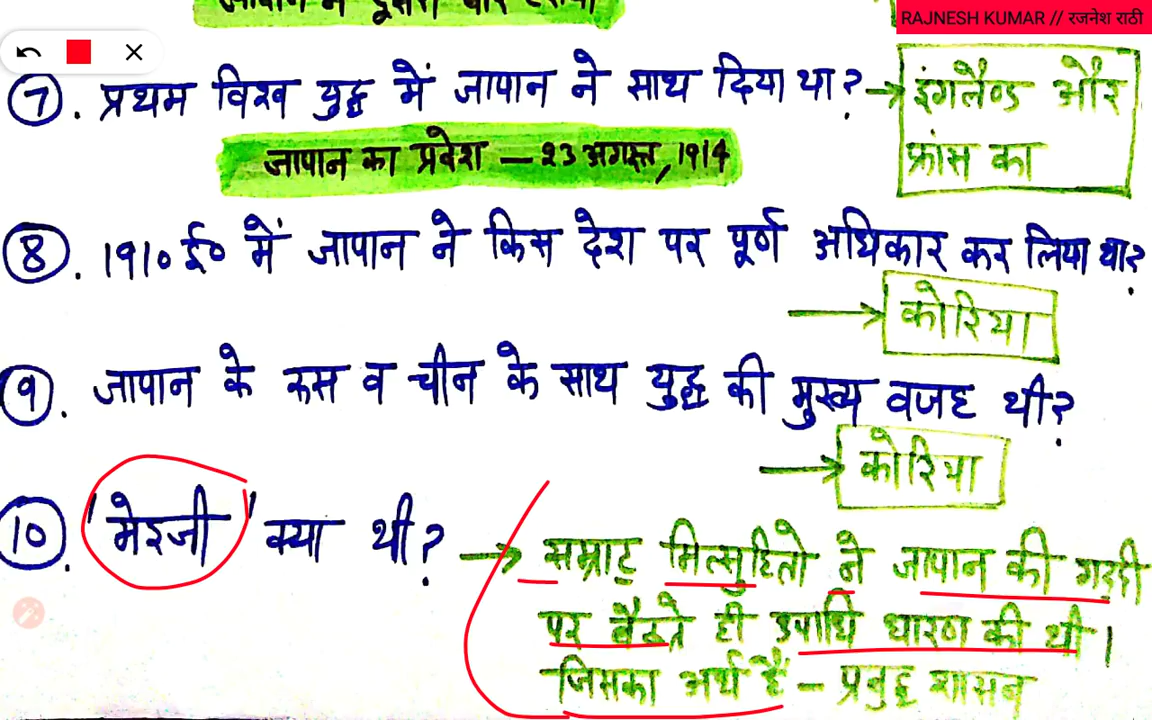 RAJNESH KUMAR // रजनेश राठी
7. प्रथम विश्व युद्ध में जापान ने साथ दिया था? → इंगलैण्ड और
फ्रांस का
जापान का प्रवेश — 23 अगस्त, 1914
8. 1910 ई० में जापान ने किस देश पर पूर्ण अधिकार कर लिया था?
→ कोरिया
9. जापान के रूस व चीन के साथ युद्ध की मुख्य वजह थी?
→ कोरिया
10. 'मेइजी' क्या थी? → सम्राट मित्सुहितो ने जापान की गद्दी
पर बैठते ही उपाधि धारण की थी।
जिसका अर्थ है – प्रबुद्ध शासन